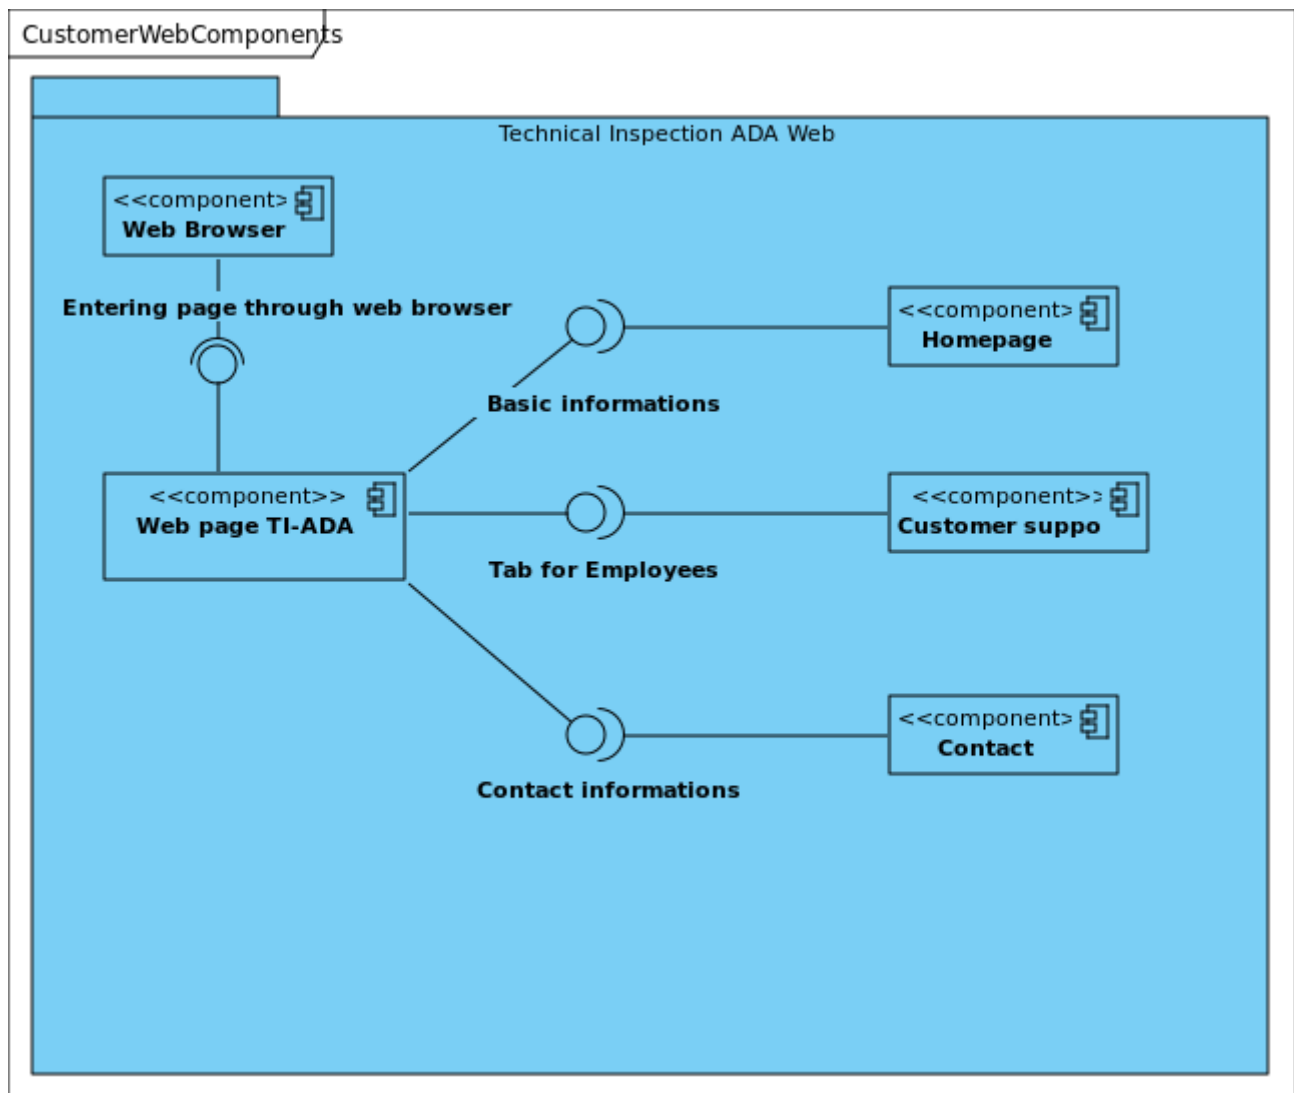 CustomerWebComponents
Technical Inspection ADA Web
<<component>
Web Browser
Entering page through web browser
<<component>
Homepage
Basic informations
<<component>>
Web page TI-ADA
<<component>>
Customer suppo
Tab for Employees
<<component>
Contact
Contact informations